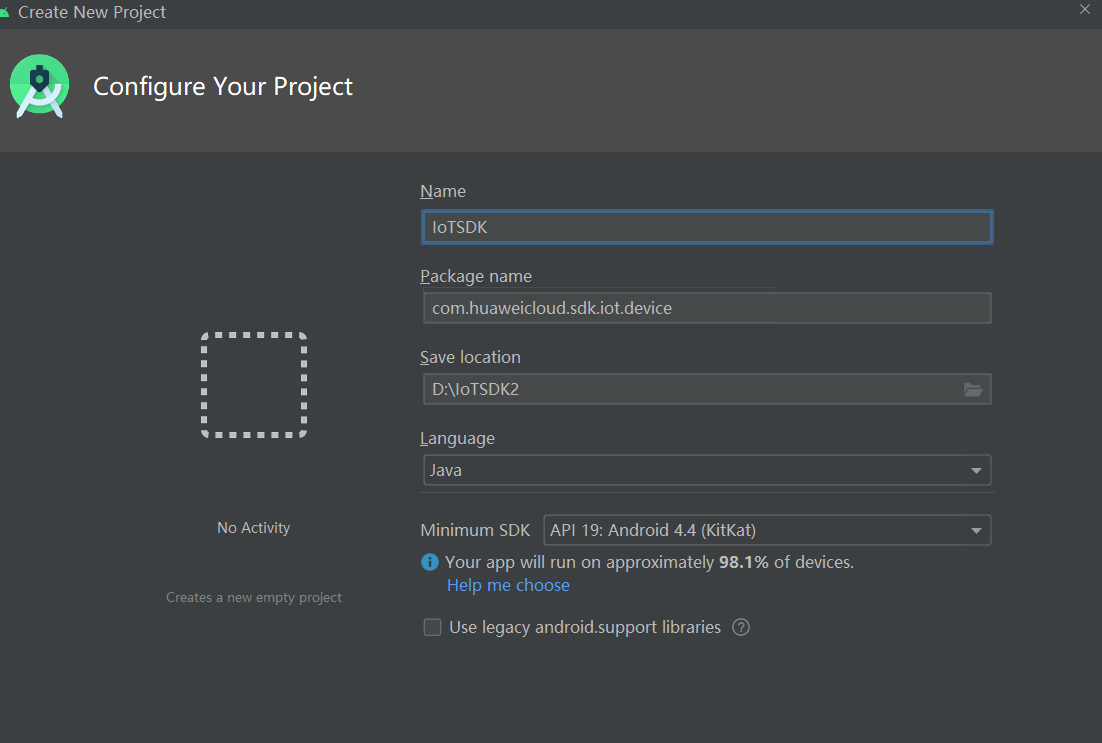 Create New Project
Configure Your Project
Name
IoTSDK
Package name
com.huaweicloud.sdk.iot.device
Save location
D:\IoTSDK2
Language
Java
No Activity
Minimum SDK API 19: Android 4.4 (KitKat)
Your app will run on approximately 98.1% of devices.
Help me choose
Creates a new empty project
Use legacy android.support libraries